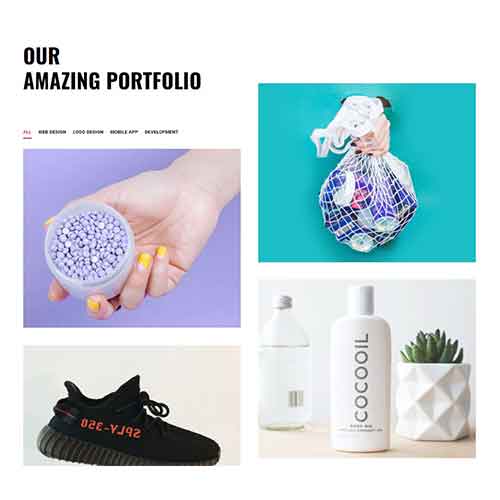 OUR
AMAZING PORTFOLIO
ALL WEB DESIGN LOGO DESIGN MOBILE APP DEVELOPMENT
SPLY-350
COCOOIL